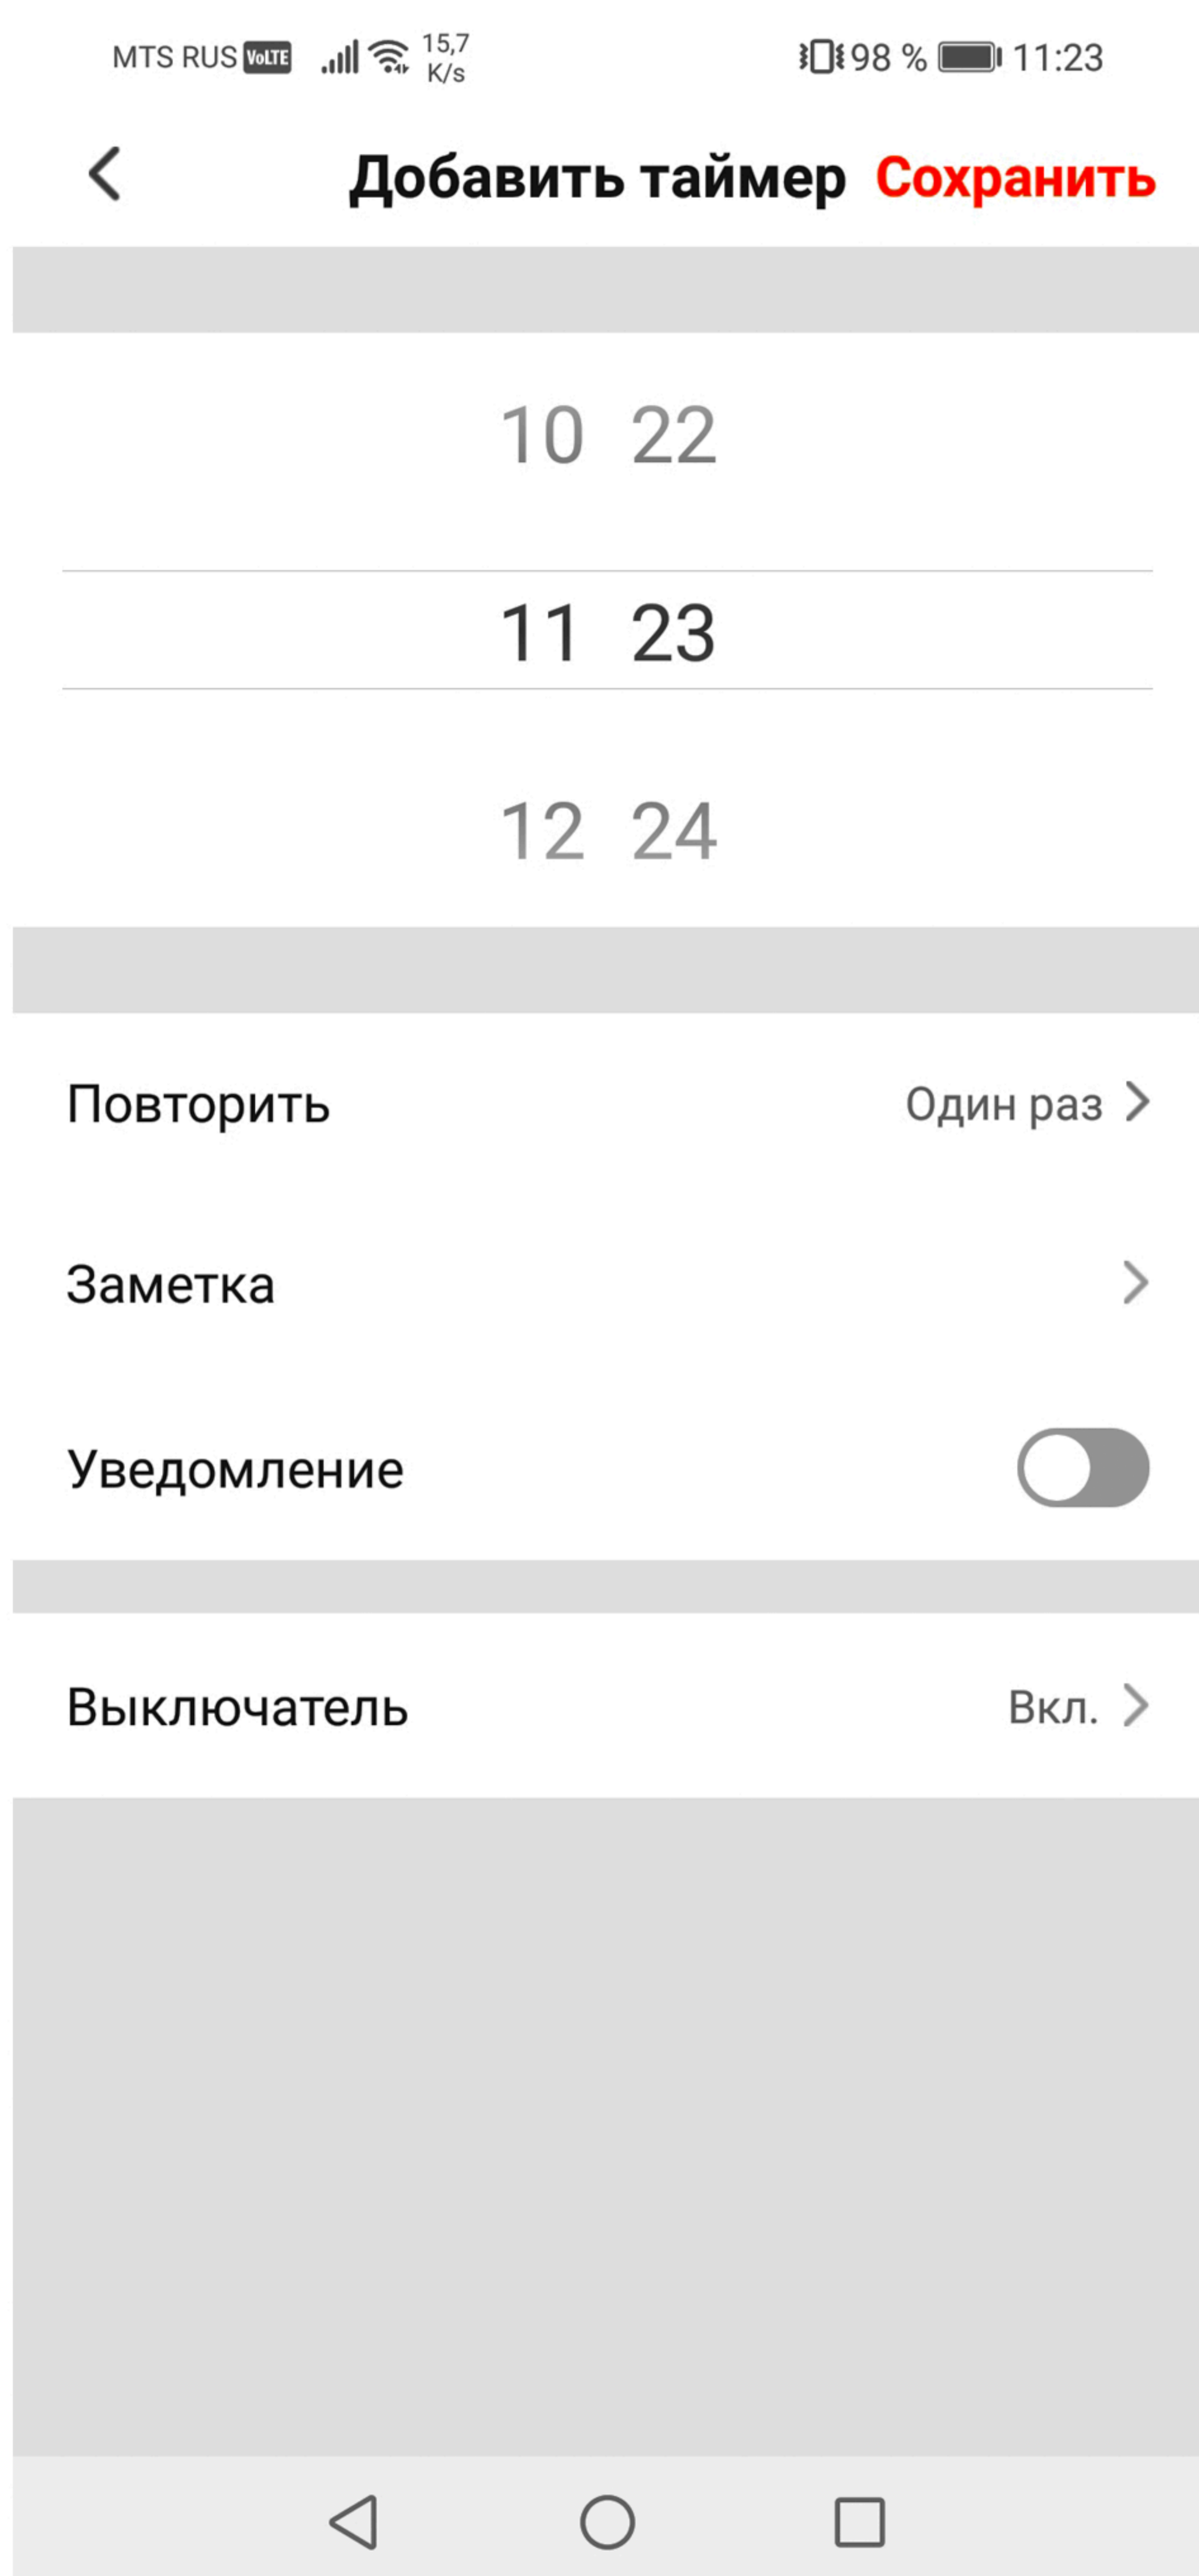 MTS RUS VoLTE 15,7 K/s 98 % 11:23
Добавить таймер Сохранить
10 22
11 23
12 24
Повторить Один раз
Заметка
Уведомление
Выключатель Вкл.